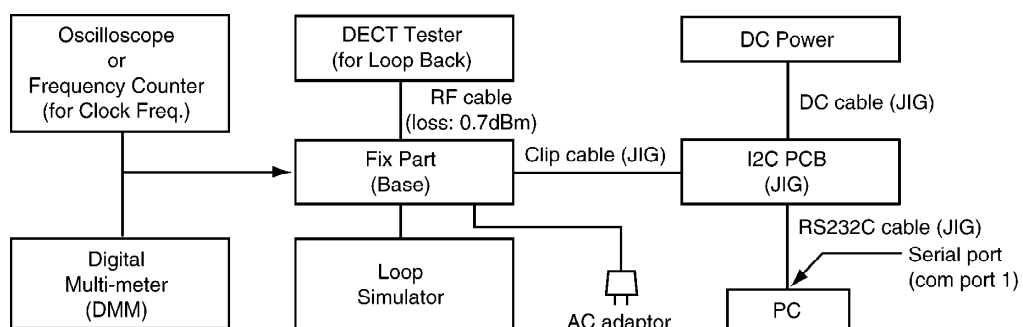 Oscilloscope
or
Frequency Counter
(for Clock Freq.)
DECT Tester
(for Loop Back)
DC Power
RF cable
(loss: 0.7dBm)
DC cable (JIG)
Fix Part
(Base)
Clip cable (JIG)
I2C PCB
(JIG)
RS232C cable (JIG)
Serial port
(com port 1)
Digital
Multi-meter
(DMM)
Loop
Simulator
AC adaptor
PC